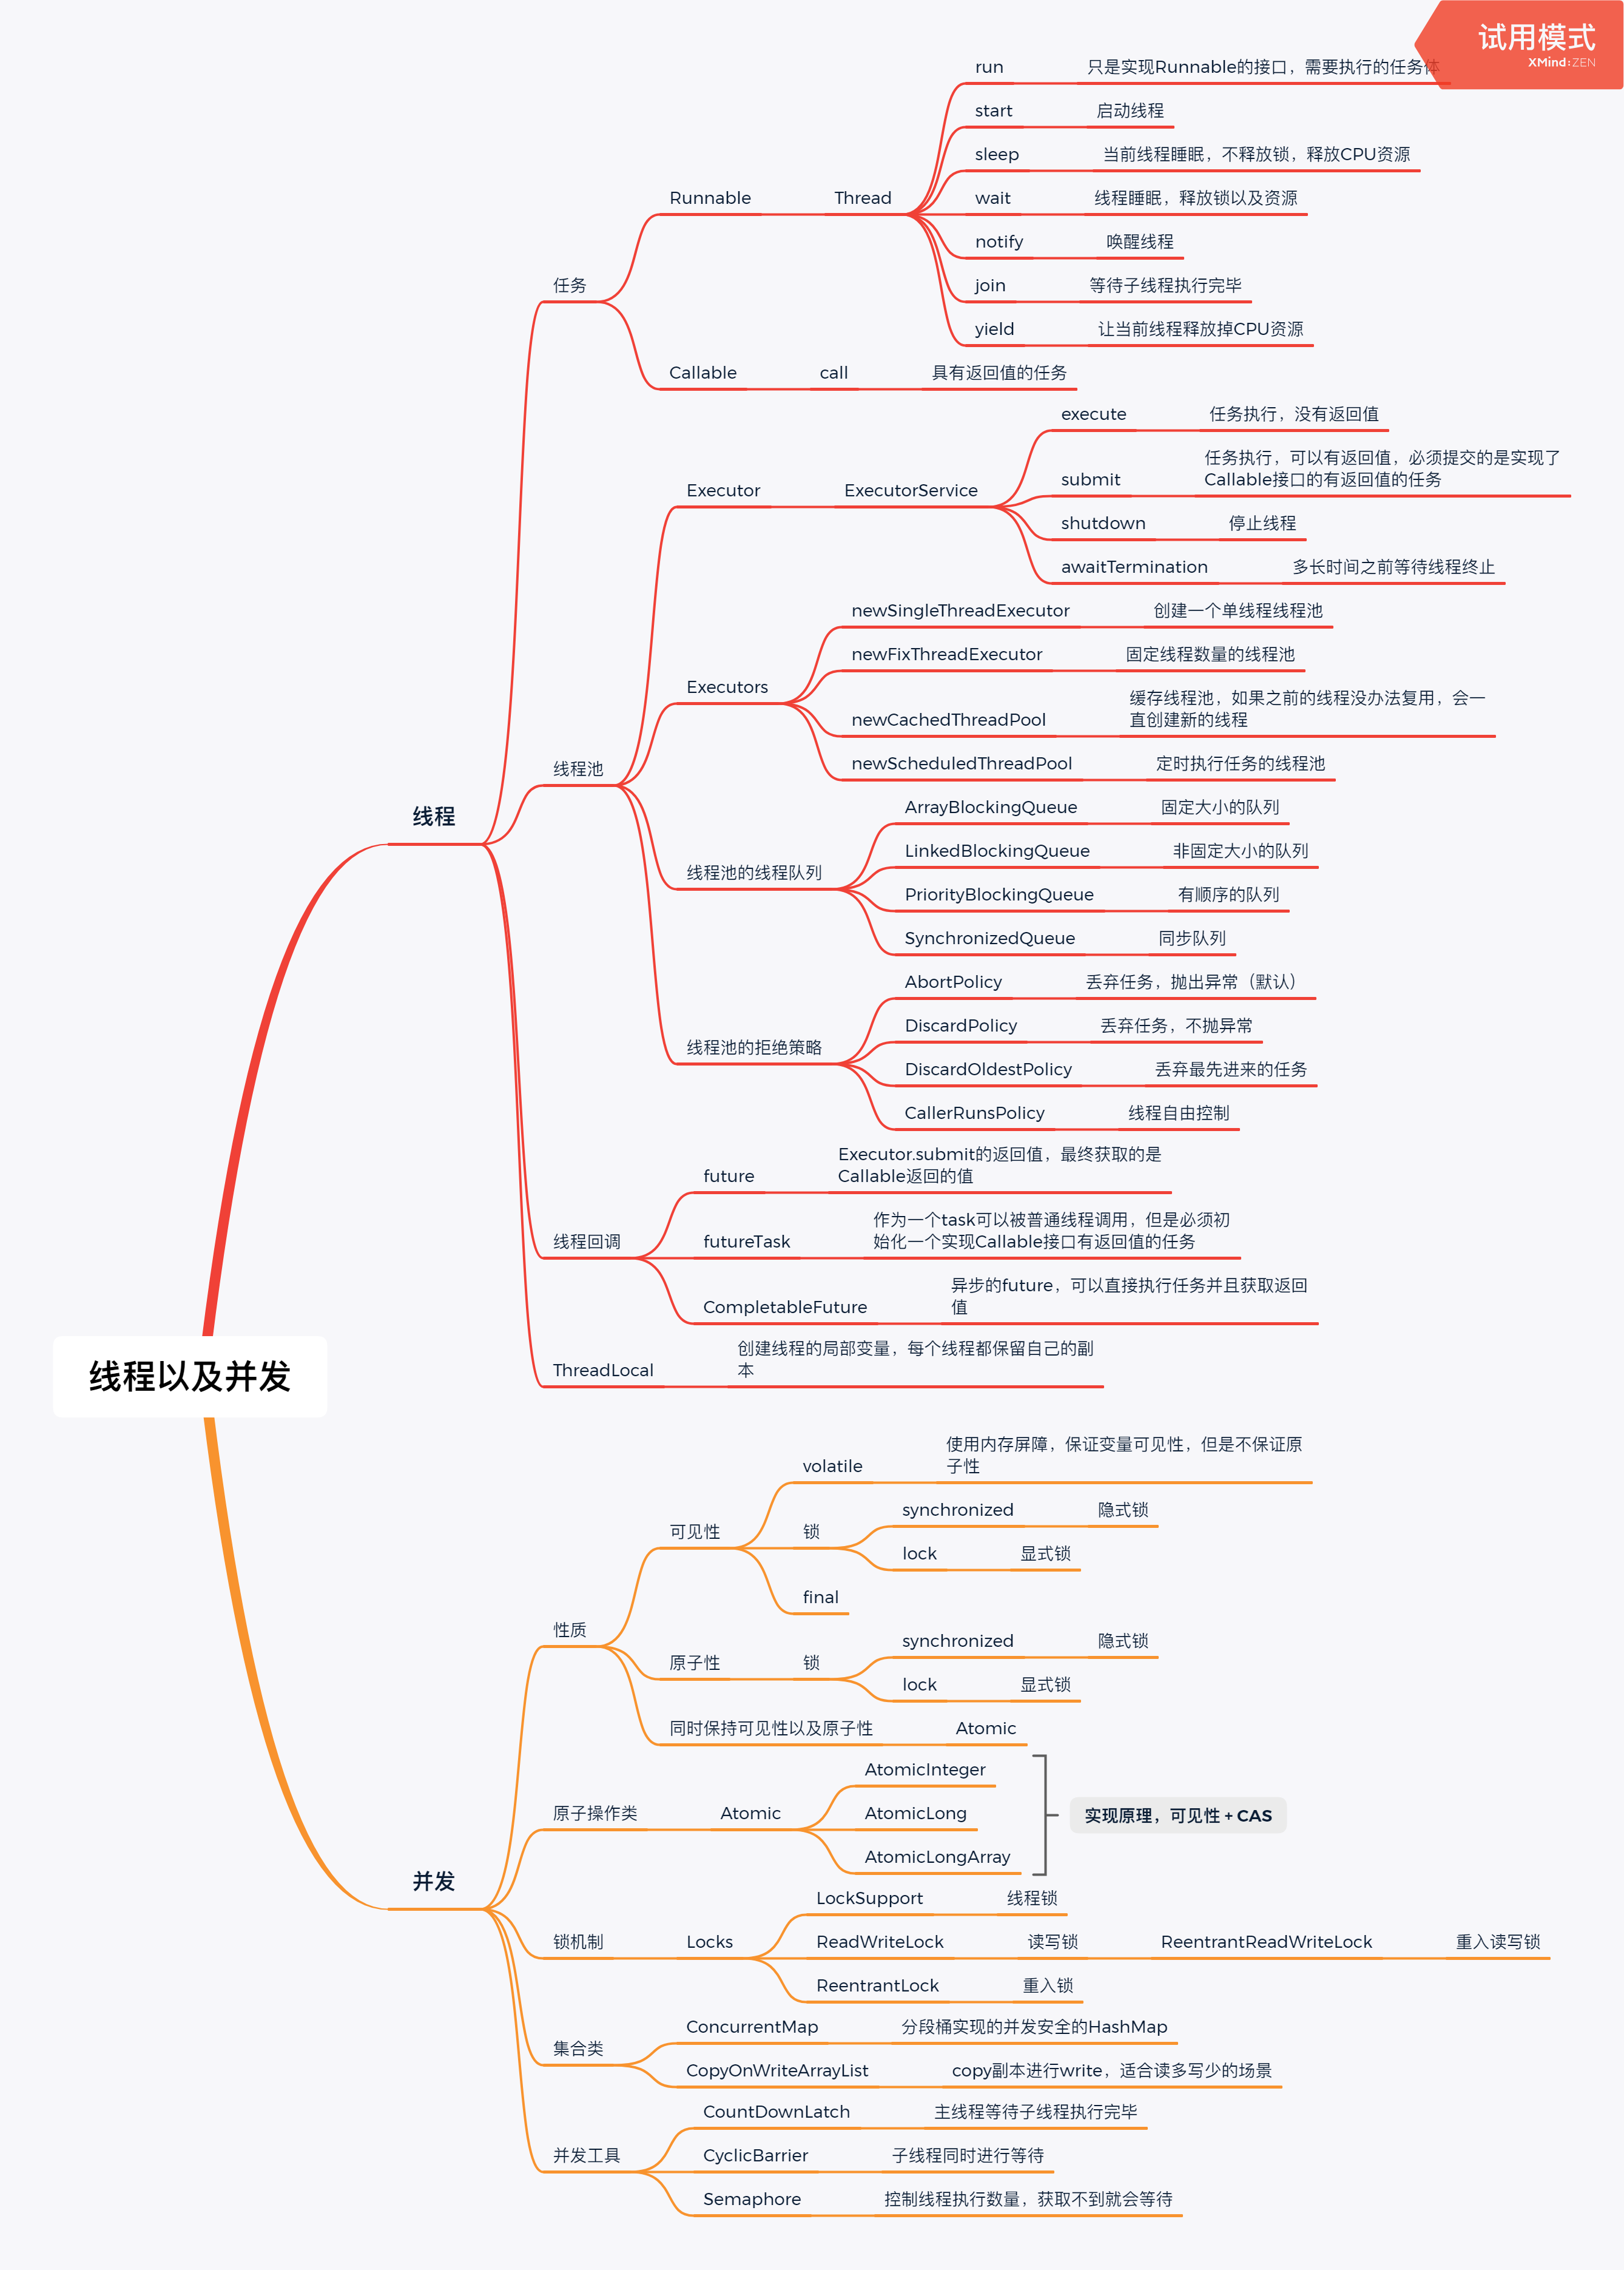 试用模式
XMind:ZEN
线程以及并发
线程
任务
Runnable
Thread
run
只是实现Runnable的接口，需要执行的任务体
start
启动线程
sleep
当前线程睡眠，不释放锁，释放CPU资源
wait
线程睡眠，释放锁以及资源
notify
唤醒线程
join
等待子线程执行完毕
yield
让当前线程释放掉CPU资源
Callable
call
具有返回值的任务
线程池
Executor
ExecutorService
execute
任务执行，没有返回值
submit
任务执行，可以有返回值，必须提交的是实现了
Callable接口的有返回值的任务
shutdown
停止线程
awaitTermination
多长时间之前等待线程终止
Executors
newSingleThreadExecutor
创建一个单线程线程池
newFixThreadExecutor
固定线程数量的线程池
newCachedThreadPool
缓存线程池，如果之前的线程没办法复用，会一
直创建新的线程
newScheduledThreadPool
定时执行任务的线程池
线程池的线程队列
ArrayBlockingQueue
固定大小的队列
LinkedBlockingQueue
非固定大小的队列
PriorityBlockingQueue
有顺序的队列
SynchronizedQueue
同步队列
线程池的拒绝策略
AbortPolicy
丢弃任务，抛出异常（默认）
DiscardPolicy
丢弃任务，不抛异常
DiscardOldestPolicy
丢弃最先进来的任务
CallerRunsPolicy
线程自由控制
线程回调
future
Executor.submit的返回值，最终获取的是
Callable返回的值
futureTask
作为一个task可以被普通线程调用，但是必须初
始化一个实现Callable接口有返回值的任务
CompletableFuture
异步的future，可以直接执行任务并且获取返回
值
ThreadLocal
创建线程的局部变量，每个线程都保留自己的副
本
并发
性质
可见性
volatile
使用内存屏障，保证变量可见性，但是不保证原
子性
锁
synchronized
隐式锁
lock
显式锁
final
原子性
锁
synchronized
隐式锁
lock
显式锁
同时保持可见性以及原子性
Atomic
原子操作类
Atomic
AtomicInteger
AtomicLong
AtomicLongArray
实现原理，可见性 + CAS
锁机制
Locks
LockSupport
线程锁
ReadWriteLock
读写锁
ReentrantReadWriteLock
重入读写锁
ReentrantLock
重入锁
集合类
ConcurrentMap
分段桶实现的并发安全的HashMap
CopyOnWriteArrayList
copy副本进行write，适合读多写少的场景
并发工具
CountDownLatch
主线程等待子线程执行完毕
CyclicBarrier
子线程同时进行等待
Semaphore
控制线程执行数量，获取不到就会等待